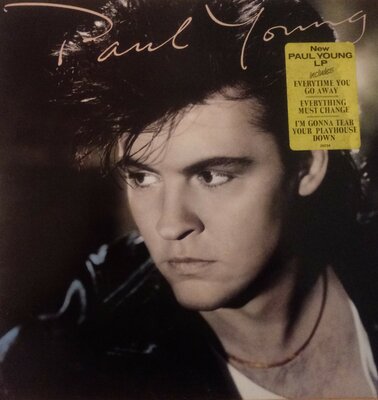 Paul Young
New
PAUL YOUNG
LP
includes
EVERYTIME YOU
GO AWAY
EVERYTHING
MUST CHANGE
I'M GONNA TEAR
YOUR PLAYHOUSE
DOWN